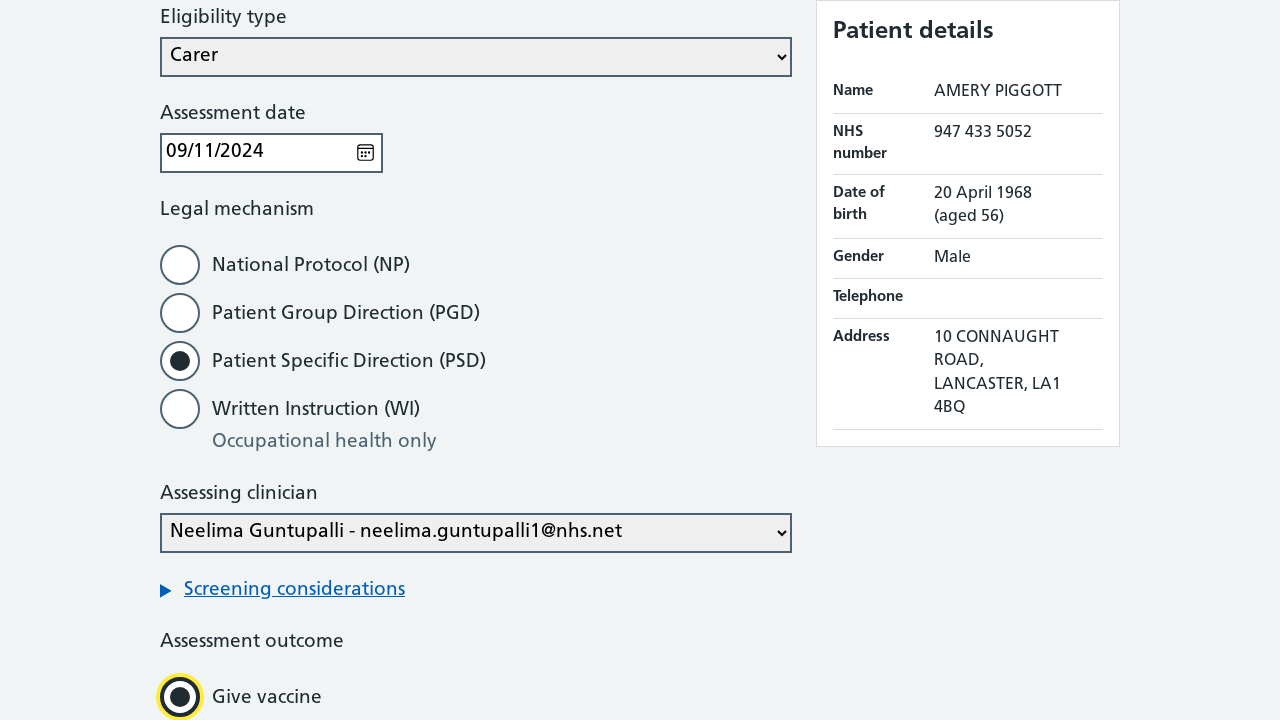 Eligibility type
Carer
Assessment date
09/11/2024
Legal mechanism
National Protocol (NP)
Patient Group Direction (PGD)
Patient Specific Direction (PSD)
Written Instruction (WI)
Occupational health only
Assessing clinician
Neelima Guntupalli - neelima.guntupalli1@nhs.net
Screening considerations
Assessment outcome
Give vaccine
Patient details
Name AMERY PIGGOTT
NHS number 947 433 5052
Date of birth 20 April 1968
(aged 56)
Gender Male
Telephone
Address 10 CONNAUGHT
ROAD,
LANCASTER, LA1
4BQ